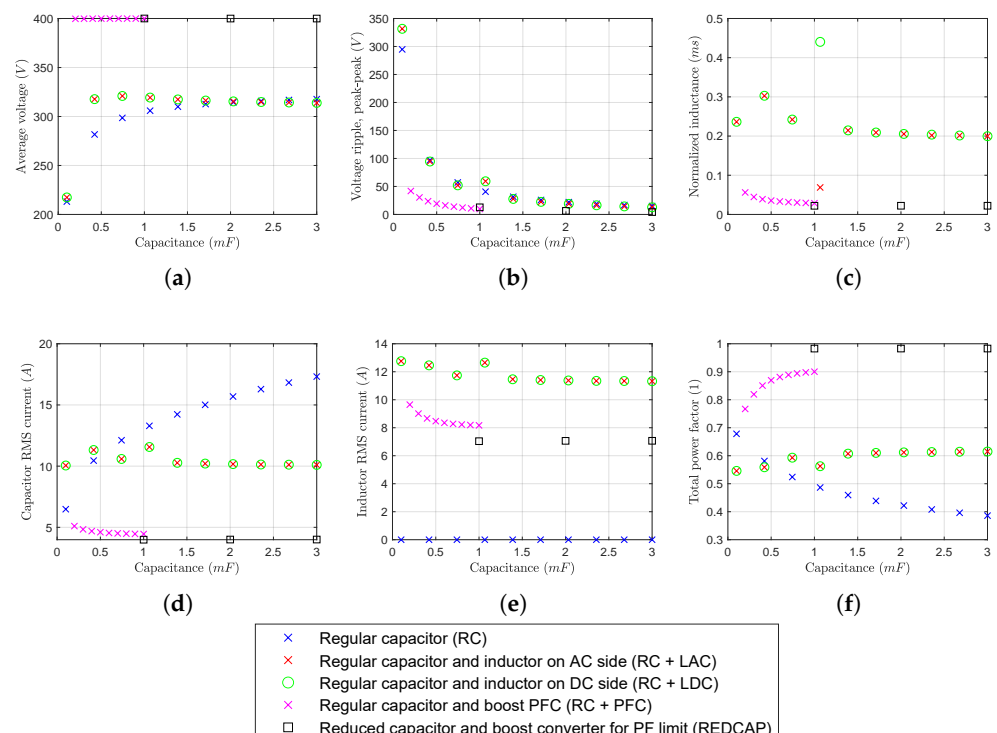 400
350
300
250
200
0 0.5 1 1.5 2 2.5 3
Average voltage (V)
Capacitance (mF)
(a)
350
300
250
200
150
100
50
0
0 0.5 1 1.5 2 2.5 3
Voltage ripple, peak-peak (V)
Capacitance (mF)
(b)
0.5
0.4
0.3
0.2
0.1
0
0 0.5 1 1.5 2 2.5 3
Normalized inductance (ms)
Capacitance (mF)
(c)
20
15
10
5
0 0.5 1 1.5 2 2.5 3
Capacitor RMS current (A)
Capacitance (mF)
(d)
14
12
10
8
6
4
2
0
0 0.5 1 1.5 2 2.5 3
Inductor RMS current (A)
Capacitance (mF)
(e)
1
0.9
0.8
0.7
0.6
0.5
0.4
0.3
0 0.5 1 1.5 2 2.5 3
Total power factor (1)
Capacitance (mF)
(f)
Regular capacitor (RC)
Regular capacitor and inductor on AC side (RC + LAC)
Regular capacitor and inductor on DC side (RC + LDC)
Regular capacitor and boost PFC (RC + PFC)
Reduced capacitor and boost converter for PF limit (REDCAP)